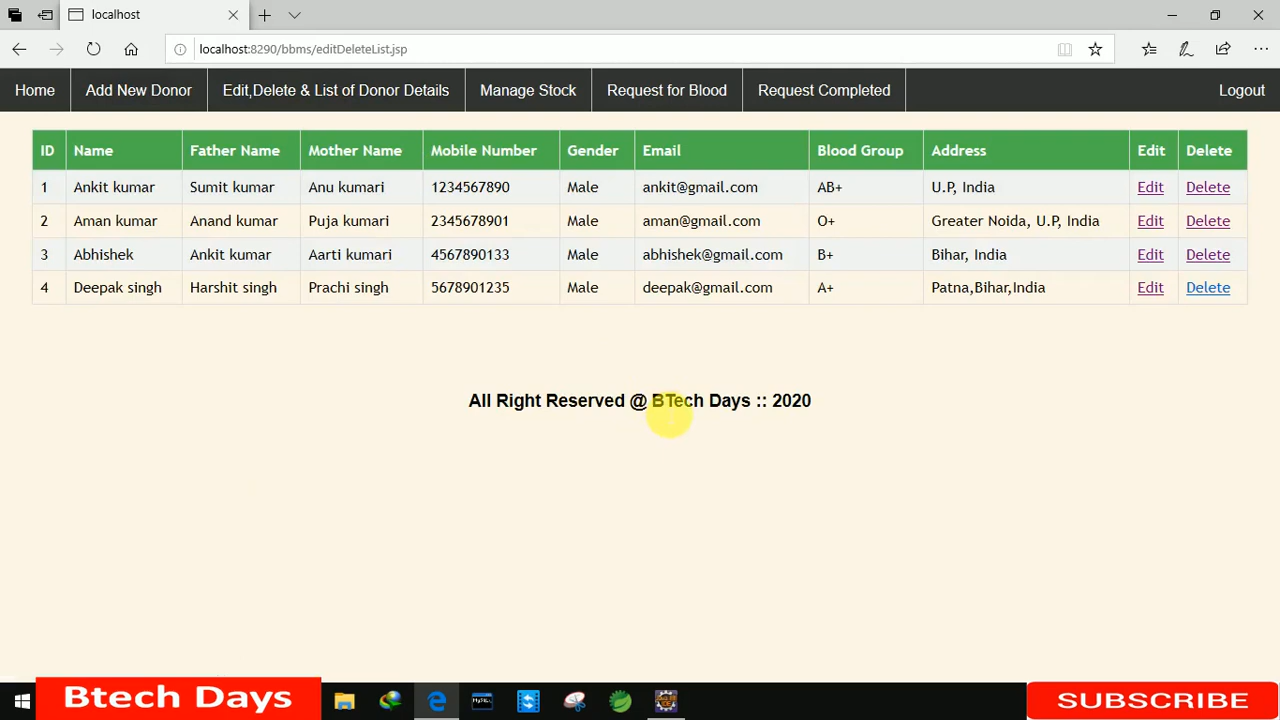 localhost
localhost:8290/bbms/editDeleteList.jsp
Home Add New Donor Edit,Delete & List of Donor Details Manage Stock Request for Blood Request Completed Logout
ID Name Father Name Mother Name Mobile Number Gender Email Blood Group Address Edit Delete
1 Ankit kumar Sumit kumar Anu kumari 1234567890 Male ankit@gmail.com AB+ U.P, India Edit Delete
2 Aman kumar Anand kumar Puja kumari 2345678901 Male aman@gmail.com O+ Greater Noida, U.P, India Edit Delete
3 Abhishek Ankit kumar Aarti kumari 4567890133 Male abhishek@gmail.com B+ Bihar, India Edit Delete
4 Deepak singh Harshit singh Prachi singh 5678901235 Male deepak@gmail.com A+ Patna,Bihar,India Edit Delete
All Right Reserved @ BTech Days :: 2020
Btech Days
SUBSCRIBE